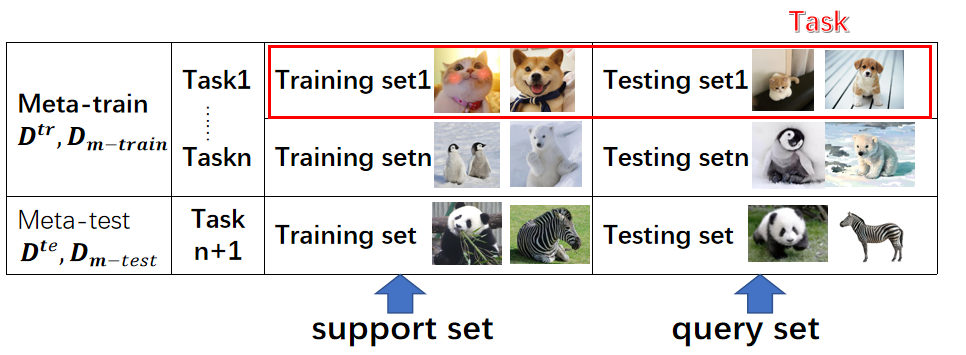 Task
Meta-train
D^tr, D_m-train
Task1
Taskn
Training set1
Testing set1
Training setn
Testing setn
Meta-test
D^te, D_m-test
Task
n+1
Training set
Testing set
support set
query set